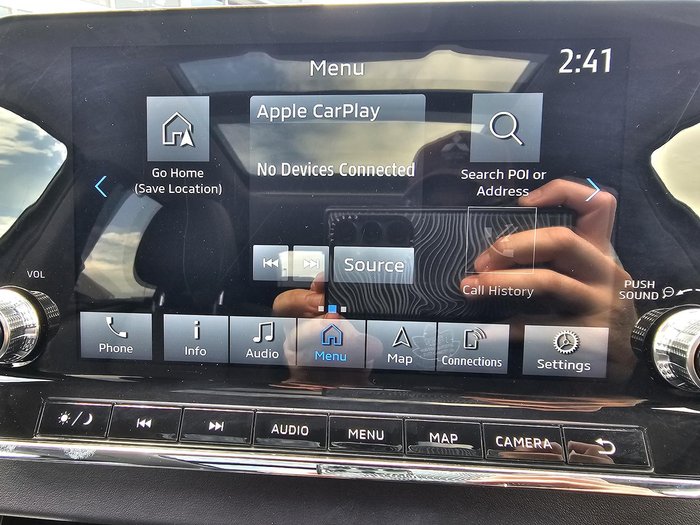 Menu
2:41
Apple CarPlay
No Devices Connected
Go Home
(Save Location)
Search POI or
Address
Source
Call History
VOL
PUSH
SOUND
Phone
Info
Audio
Menu
Map
Connections
Settings
AUDIO
MENU
MAP
CAMERA